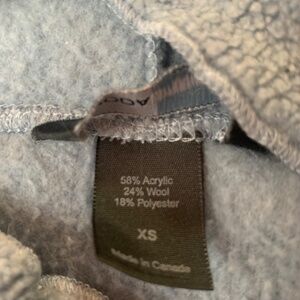 58% Acrylic
24% Wool
18% Polyester
XS
Made in Canada